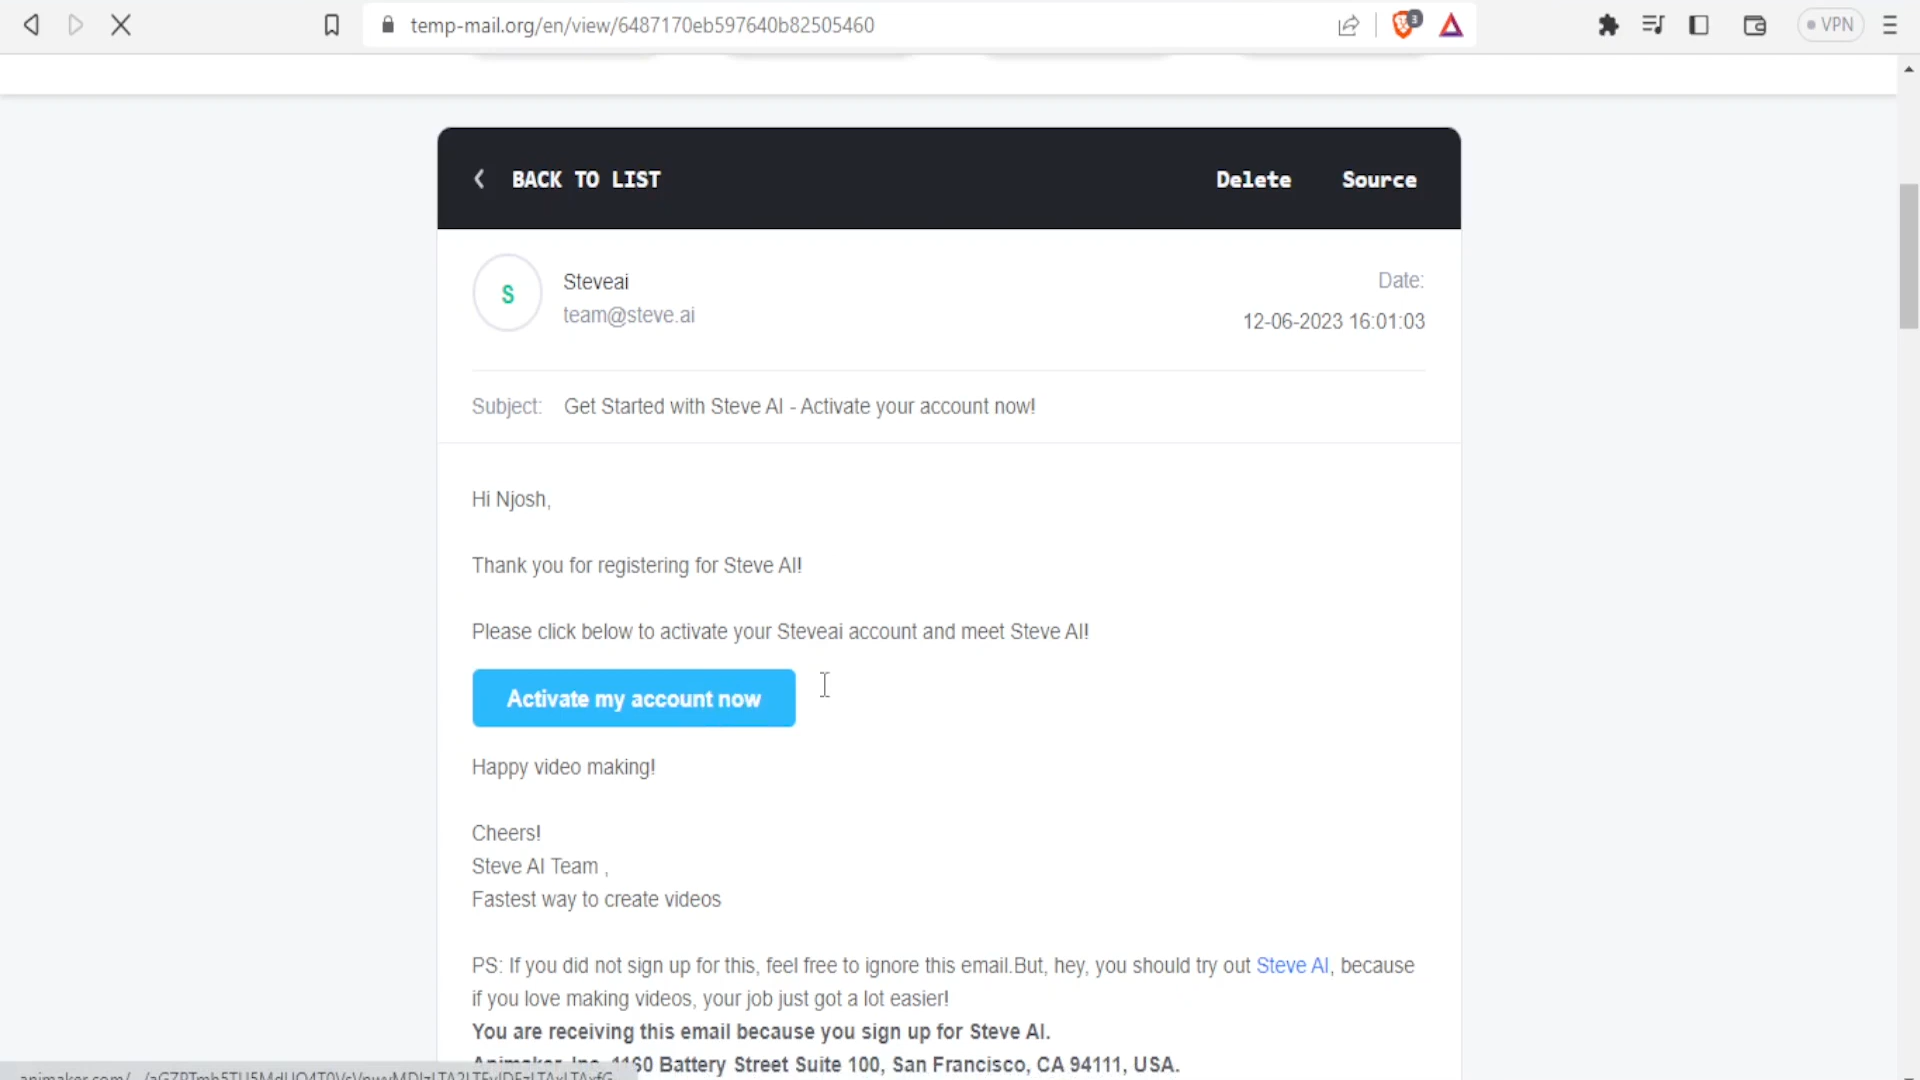 temp-mail.org/en/view/6487170eb597640b82505460
3
VPN
BACK TO LIST
Delete
Source
S
Steveai
team@steve.ai
Date:
12-06-2023 16:01:03
Subject: Get Started with Steve AI - Activate your account now!
Hi Njosh,
Thank you for registering for Steve AI!
Please click below to activate your Steveai account and meet Steve AI!
Activate my account now
Happy video making!
Cheers!
Steve AI Team ,
Fastest way to create videos
PS: If you did not sign up for this, feel free to ignore this email.But, hey, you should try out Steve AI, because
if you love making videos, your job just got a lot easier!
You are receiving this email because you sign up for Steve AI.
Animaker, Inc, 1160 Battery Street Suite 100, San Francisco, CA 94111, USA.